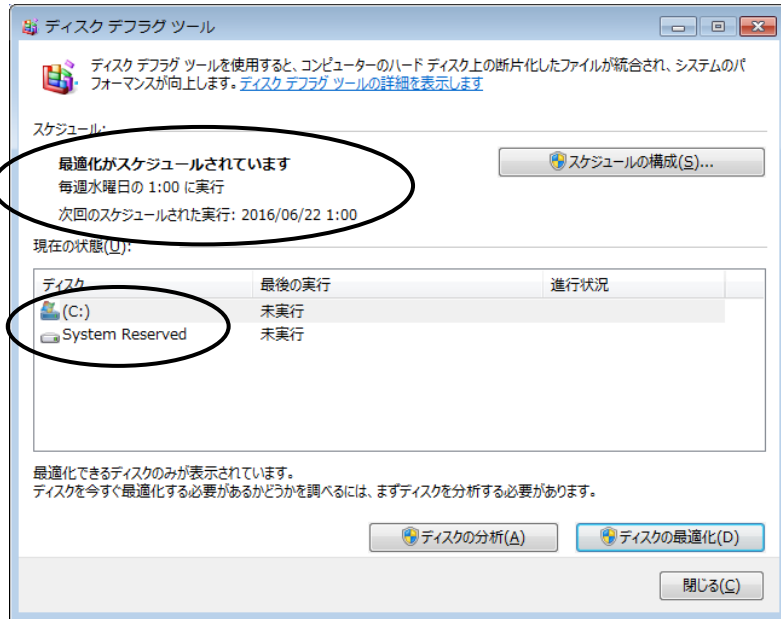 ディスク デフラグ ツール
ディスク デフラグ ツールを使用すると、コンピューターのハード ディスク上の断片化したファイルが統合され、システムのパ
フォーマンスが向上します。ディスク デフラグ ツールの詳細を表示します
スケジュール:
最適化がスケジュールされています
スケジュールの構成(S)...
毎週水曜日の 1:00 に実行
次回のスケジュールされた実行: 2016/06/22 1:00
現在の状態(U):
ディスク 最後の実行 進行状況
(C:) 未実行
System Reserved 未実行
最適化できるディスクのみが表示されています。
ディスクを今すぐ最適化する必要があるかどうかを調べるには、まずディスクを分析する必要があります。
ディスクの分析(A) ディスクの最適化(D)
閉じる(C)